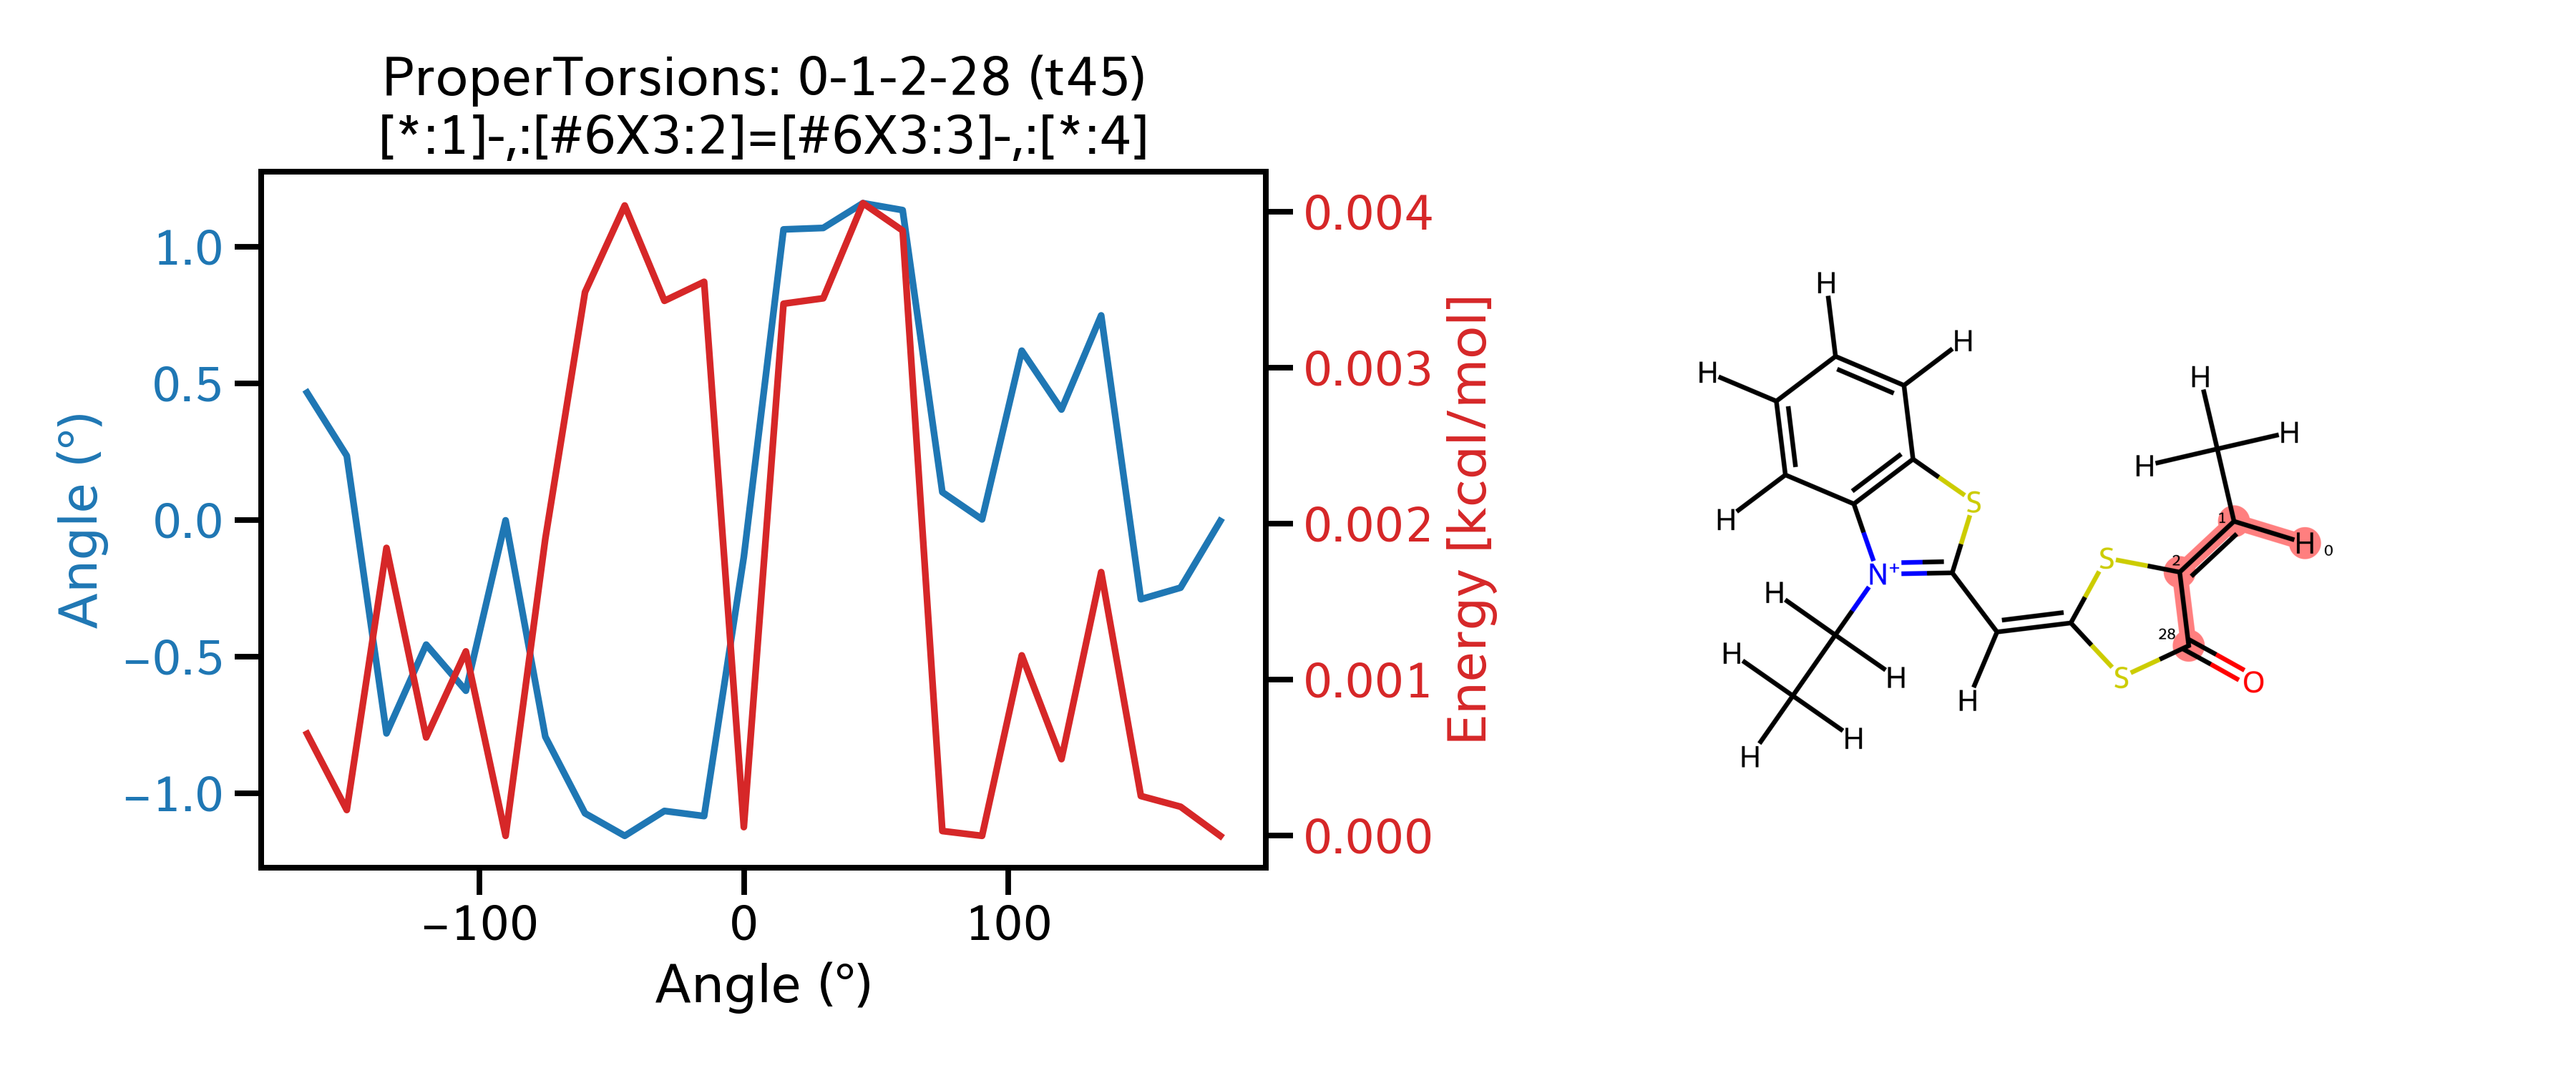 ProperTorsions: 0-1-2-28 (t45)
[*:1]-,:[#6X3:2]=[#6X3:3]-,:[*:4]
1.0
0.5
0.0
−0.5
−1.0
Angle (°)
0.004
0.003
0.002
0.001
0.000
Energy [kcal/mol]
−100
0
100
Angle (°)
H
H
H
H
H
H
H
S
H
1
H
0
S
2
N+
H
28
H
H
S
O
H
H
H